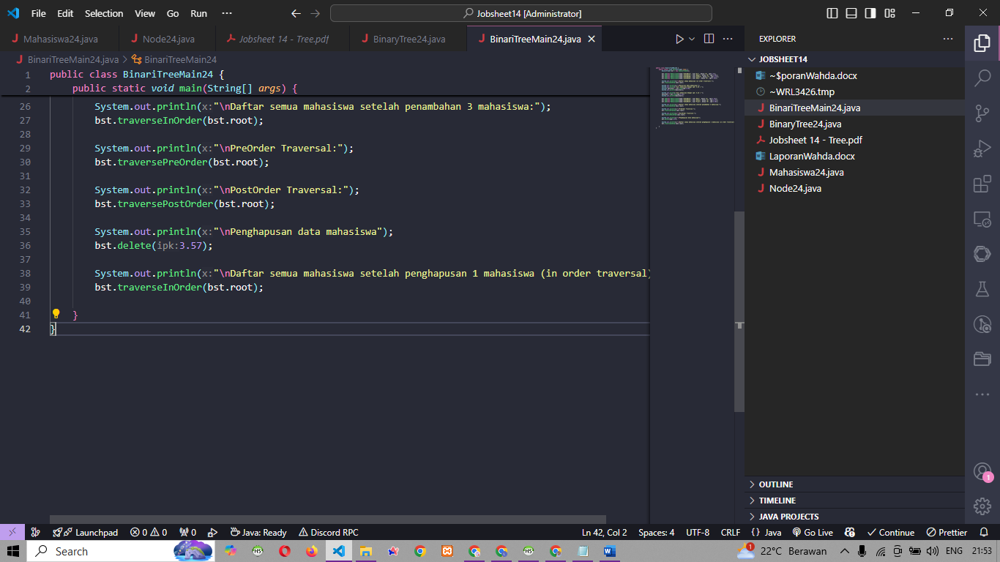 File Edit Selection View Go Run ··· Jobsheet14 [Administrator]
Mahasiswa24.java Node24.java Jobsheet 14 - Tree.pdf BinaryTree24.java BinariTreeMain24.java
BinariTreeMain24.java > BinariTreeMain24
1 public class BinariTreeMain24 {
2 public static void main(String[] args) {
26 System.out.println(x:"\nDaftar semua mahasiswa setelah penambahan 3 mahasiswa:");
27 bst.traverseInOrder(bst.root);
28
29 System.out.println(x:"\nPreOrder Traversal:");
30 bst.traversePreOrder(bst.root);
31
32 System.out.println(x:"\nPostOrder Traversal:");
33 bst.traversePostOrder(bst.root);
34
35 System.out.println(x:"\nPenghapusan data mahasiswa");
36 bst.delete(ipk:3.57);
37
38 System.out.println(x:"\nDaftar semua mahasiswa setelah penghapusan 1 mahasiswa (in order traversal)
39 bst.traverseInOrder(bst.root);
40
41 }
42 }
EXPLORER
JOBSHEET14
~$poranWahda.docx
~WRL3426.tmp
BinariTreeMain24.java
BinaryTree24.java
Jobsheet 14 - Tree.pdf
LaporanWahda.docx
Mahasiswa24.java
Node24.java
OUTLINE
TIMELINE
JAVA PROJECTS
1
Launchpad 0 0 0 Java: Ready Discord RPC Ln 42, Col 2 Spaces: 4 UTF-8 CRLF {} Java Go Live Continue Prettier
Search HS HS 1 22°C Berawan ENG 21:53